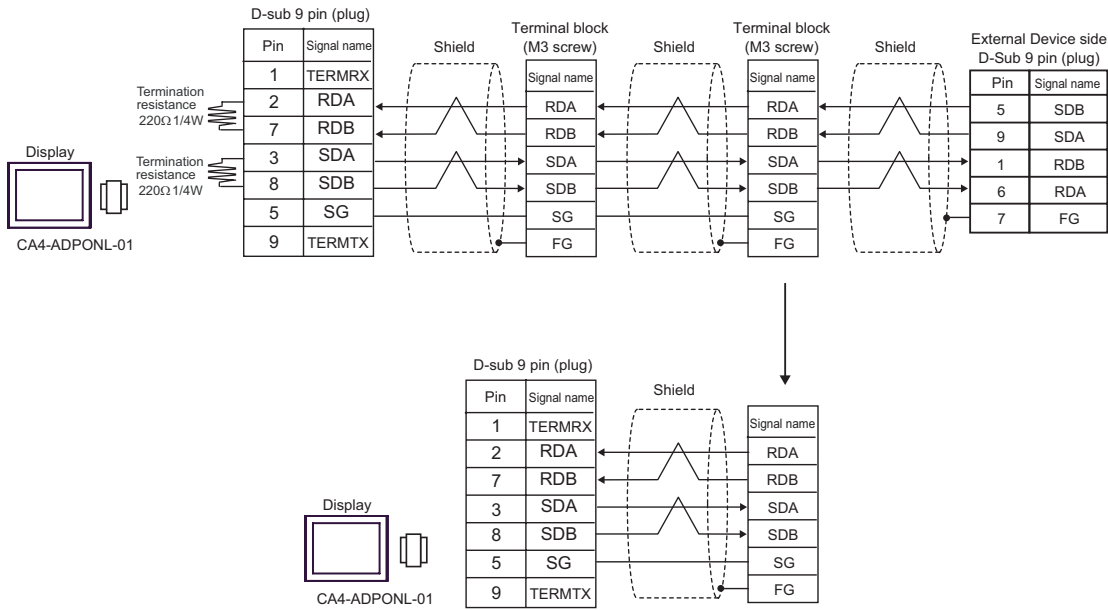 D-sub 9 pin (plug)
Pin Signal name
1 TERMRX
2 RDA
7 RDB
3 SDA
8 SDB
5 SG
9 TERMTX
Termination
resistance
220Ω 1/4W
Termination
resistance
220Ω 1/4W
Display
CA4-ADPONL-01
Shield
Terminal block
(M3 screw)
Signal name
RDA
RDB
SDA
SDB
SG
FG
Shield
Terminal block
(M3 screw)
Signal name
RDA
RDB
SDA
SDB
SG
FG
Shield
External Device side
D-Sub 9 pin (plug)
Pin Signal name
5 SDB
9 SDA
1 RDB
6 RDA
7 FG
D-sub 9 pin (plug)
Pin Signal name
1 TERMRX
2 RDA
7 RDB
3 SDA
8 SDB
5 SG
9 TERMTX
Display
CA4-ADPONL-01
Shield
Signal name
RDA
RDB
SDA
SDB
SG
FG